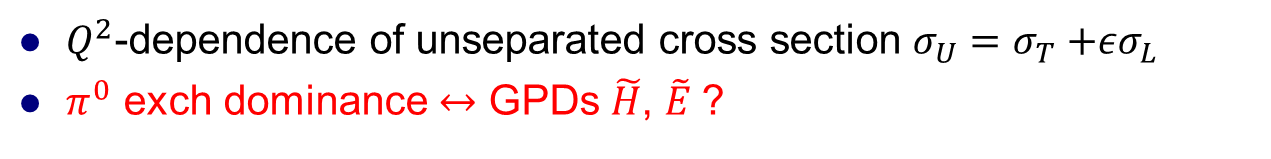 • Q²-dependence of unseparated cross section σ_U = σ_T +ϵσ_L
• π⁰ exch dominance ↔ GPDs H̃, Ẽ ?